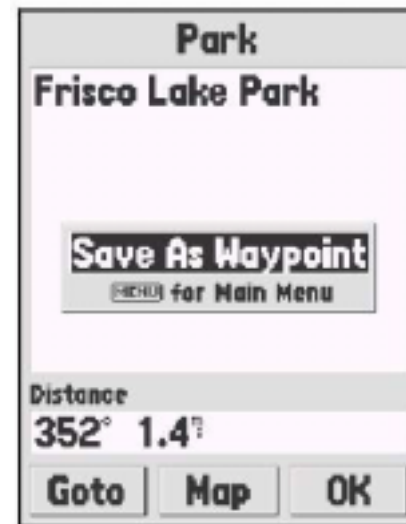 Park
Frisco Lake Park
Save As Waypoint
MENU for Main Menu
Distance
352° 1.4
Goto Map OK